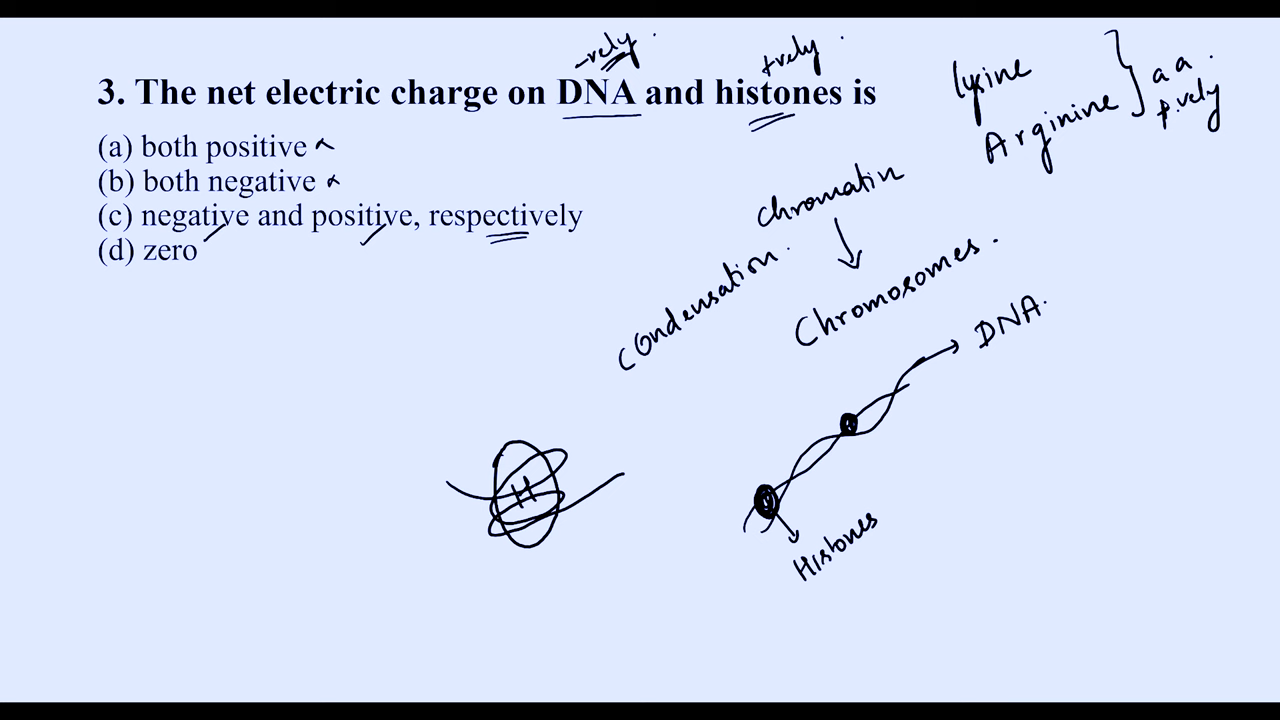 -vely.
+vely.
3. The net electric charge on DNA and histones is
(a) both positive
(b) both negative
(c) negative and positive, respectively
(d) zero
lysine
Arginine
a a.
p.vely
chromatin
condensation.
Chromosomes.
DNA.
H
Histones